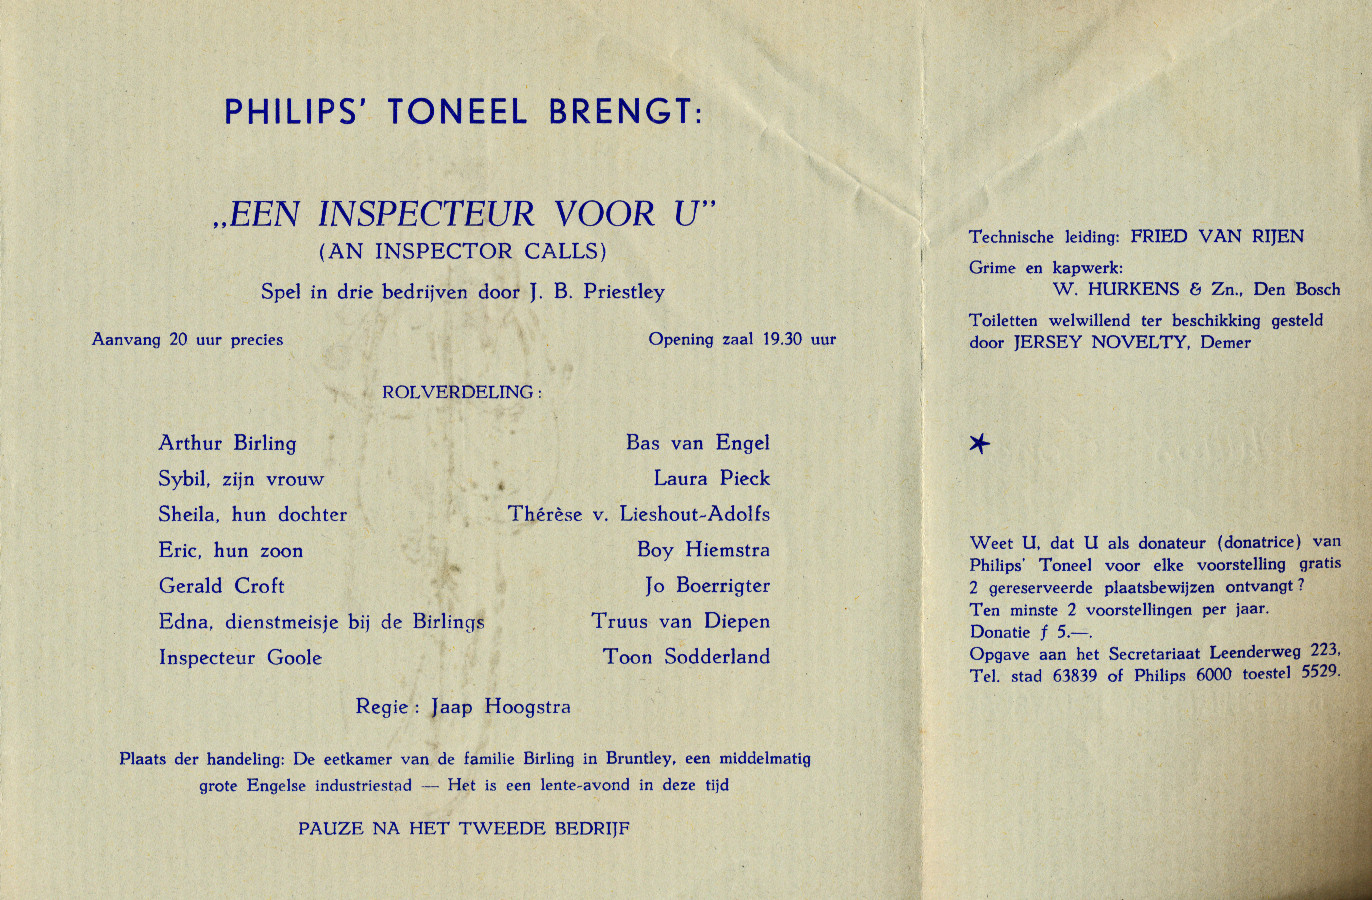 PHILIPS' TONEEL BRENGT:
„EEN INSPECTEUR VOOR U”
(AN INSPECTOR CALLS)
Spel in drie bedrijven door J. B. Priestley
Aanvang 20 uur precies Opening zaal 19.30 uur
ROLVERDELING:
Arthur Birling Bas van Engel
Sybil, zijn vrouw Laura Pieck
Sheila, hun dochter Thérèse v. Lieshout-Adolfs
Eric, hun zoon Boy Hiemstra
Gerald Croft Jo Boerrigter
Edna, dienstmeisje bij de Birlings Truus van Diepen
Inspecteur Goole Toon Sodderland
Regie: Jaap Hoogstra
Plaats der handeling: De eetkamer van de familie Birling in Bruntley, een middelmatig
grote Engelse industriestad — Het is een lente-avond in deze tijd
PAUZE NA HET TWEEDE BEDRIJF
Technische leiding: FRIED VAN RIJEN
Grime en kapwerk:
W. HURKENS & Zn., Den Bosch
Toiletten welwillend ter beschikking gesteld
door JERSEY NOVELTY, Demer
Weet U, dat U als donateur (donatrice) van
Philips' Toneel voor elke voorstelling gratis
2 gereserveerde plaatsbewijzen ontvangt?
Ten minste 2 voorstellingen per jaar.
Donatie ƒ 5.—.
Opgave aan het Secretariaat Leenderweg 223,
Tel. stad 63839 of Philips 6000 toestel 5529.